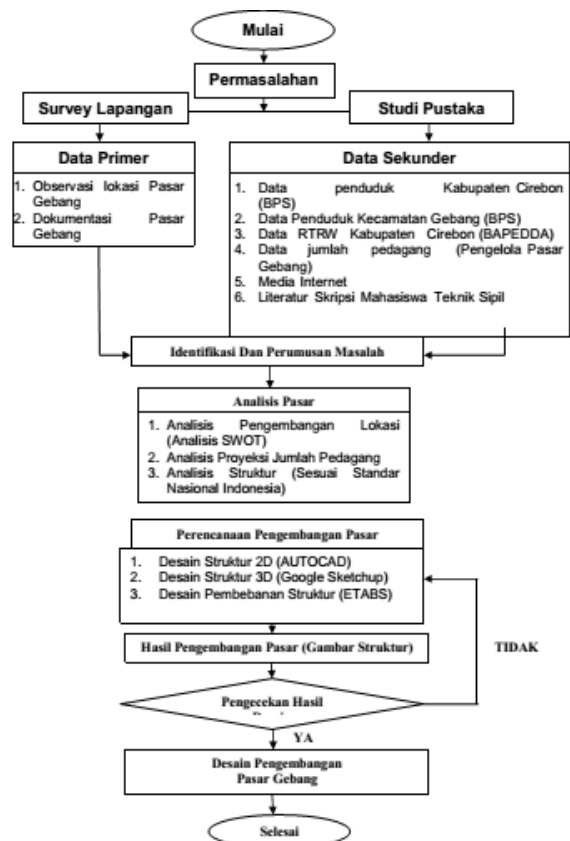 Mulai
Permasalahan
Survey Lapangan
Studi Pustaka
Data Primer
1. Observasi lokasi Pasar
Gebang
2. Dokumentasi Pasar
Gebang
Data Sekunder
1. Data penduduk Kabupaten Cirebon
(BPS)
2. Data Penduduk Kecamatan Gebang (BPS)
3. Data RTRW Kabupaten Cirebon (BAPEDDA)
4. Data jumlah pedagang (Pengelola Pasar
Gebang)
5. Media Internet
6. Literatur Skripsi Mahasiswa Teknik Sipil
Identifikasi Dan Perumusan Masalah
Analisis Pasar
1. Analisis Pengembangan Lokasi
(Analisis SWOT)
2. Analisis Proyeksi Jumlah Pedagang
3. Analisis Struktur (Sesuai Standar
Nasional Indonesia)
Perencanaan Pengembangan Pasar
1. Desain Struktur 2D (AUTOCAD)
2. Desain Struktur 3D (Google Sketchup)
3. Desain Pembebanan Struktur (ETABS)
Hasil Pengembangan Pasar (Gambar Struktur)
TIDAK
Pengecekan Hasil
YA
Desain Pengembangan
Pasar Gebang
Selesai